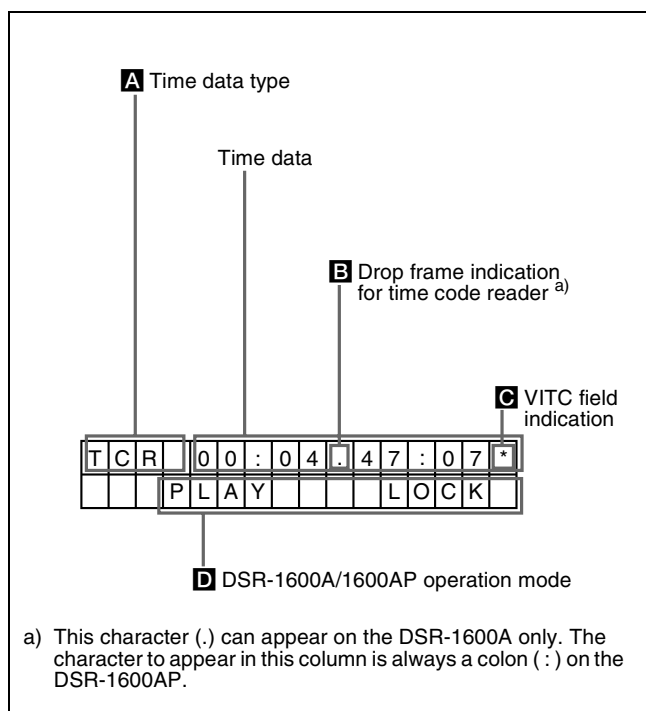 A Time data type
Time data
B Drop frame indication
for time code reader a)
C VITC field
indication
TCR 00:04.47:07*
PLAY LOCK
D DSR-1600A/1600AP operation mode
a) This character (.) can appear on the DSR-1600A only. The
character to appear in this column is always a colon ( : ) on the
DSR-1600AP.